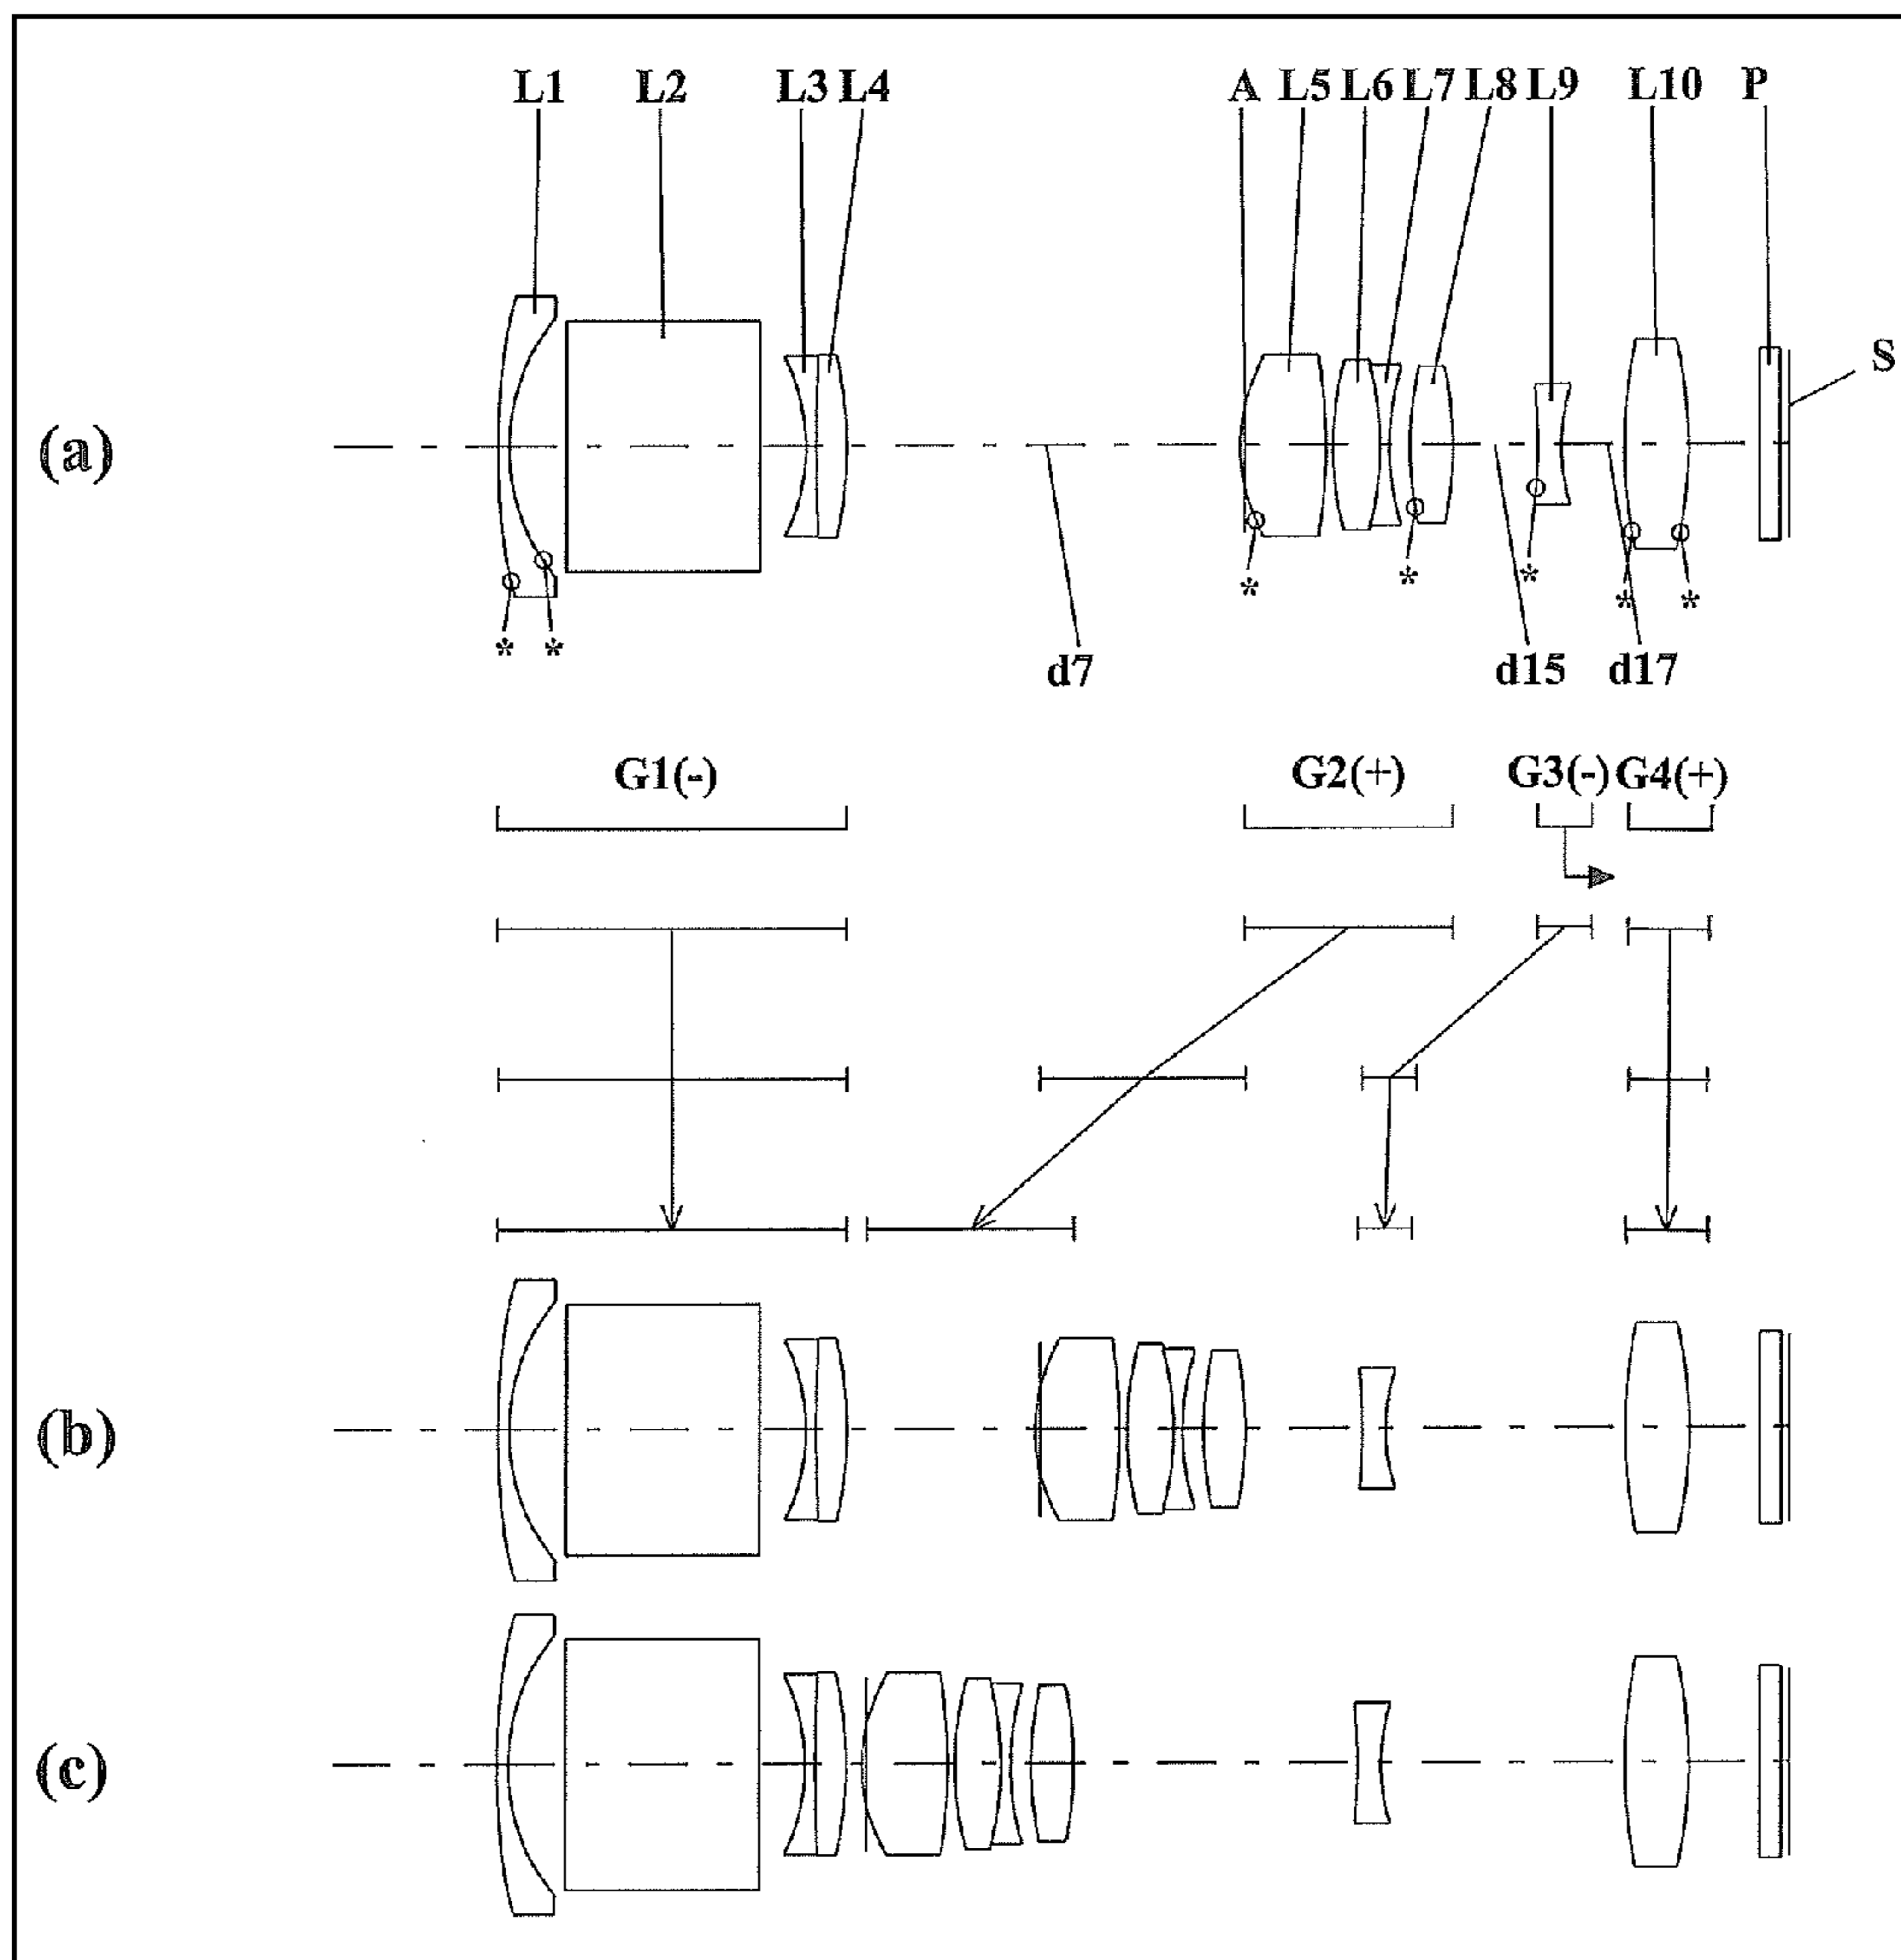 L1 L2 L3 L4 A L5 L6 L7 L8 L9 L10 P
S
(a)
* * * * * * *
d7 d15 d17
G1(-) G2(+) G3(-) G4(+)
(b)
(c)